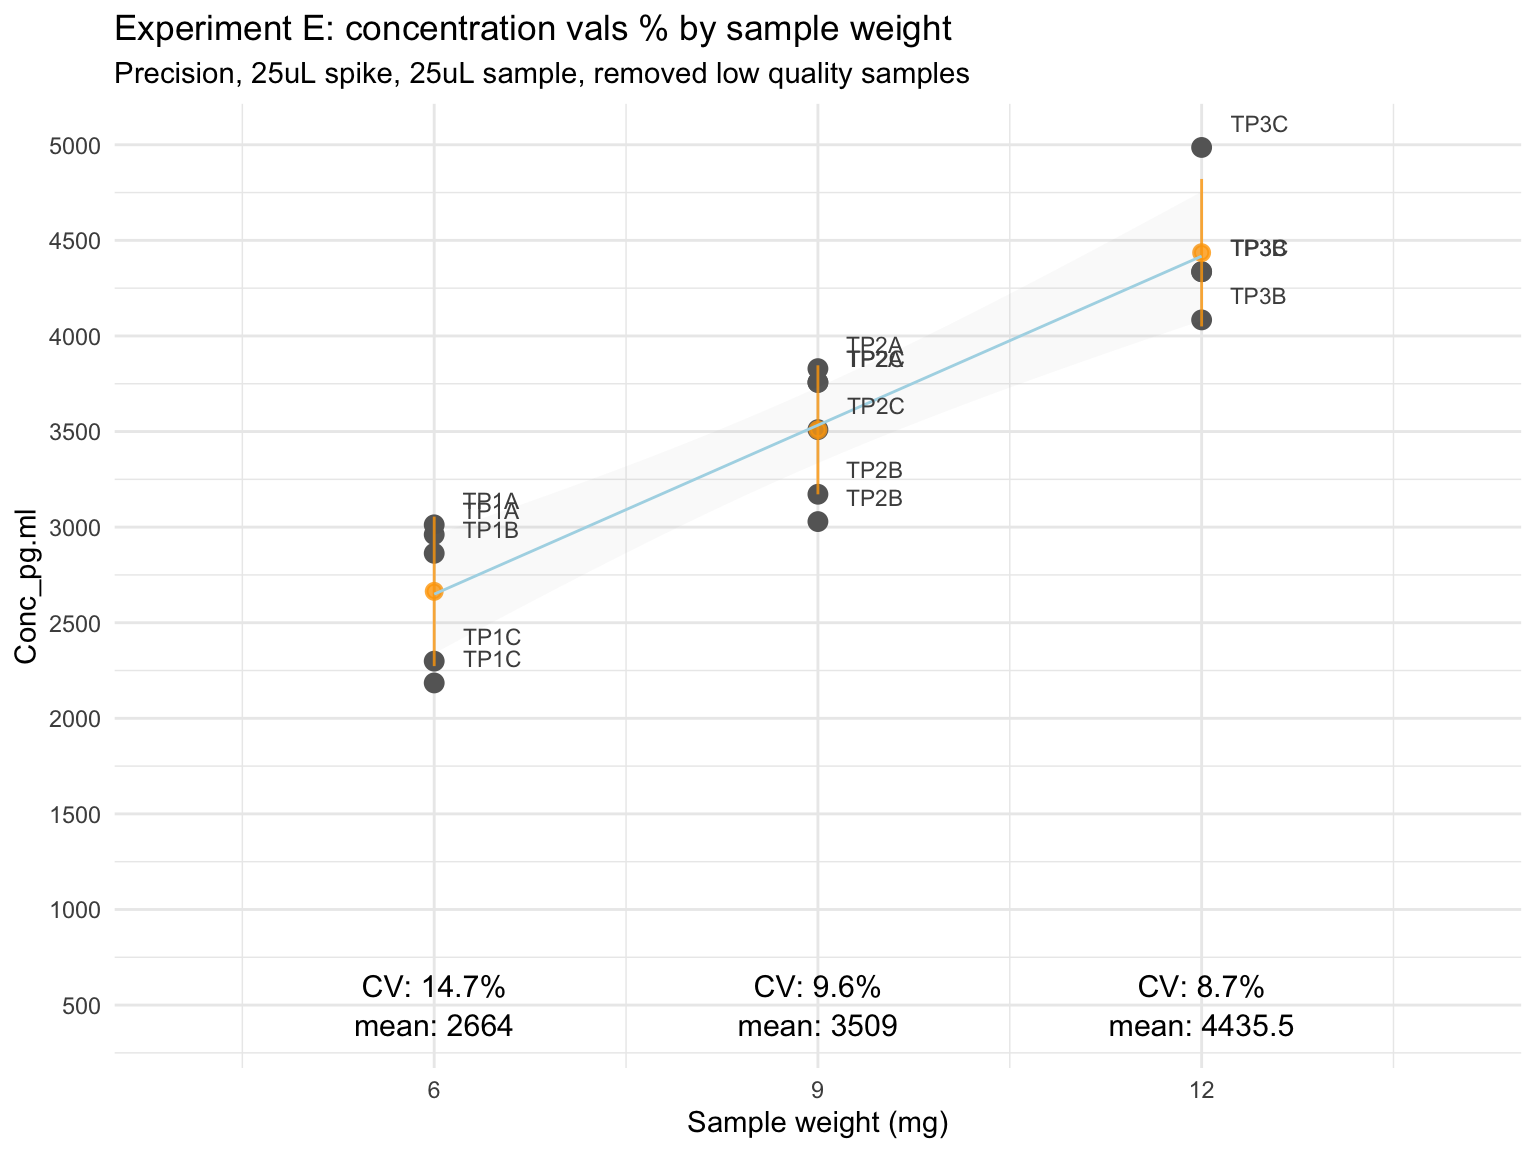 Experiment E: concentration vals % by sample weight
Precision, 25uL spike, 25uL sample, removed low quality samples
Conc_pg.ml
5000
4500
4000
3500
3000
2500
2000
1500
1000
500
TP3C
TP3B
TP2A
TP2A
TP2C
TP2B
TP2B
TP1A
TP1A
TP1B
TP1C
TP1C
CV: 14.7%
mean: 2664
CV: 9.6%
mean: 3509
CV: 8.7%
mean: 4435.5
6
9
12
Sample weight (mg)